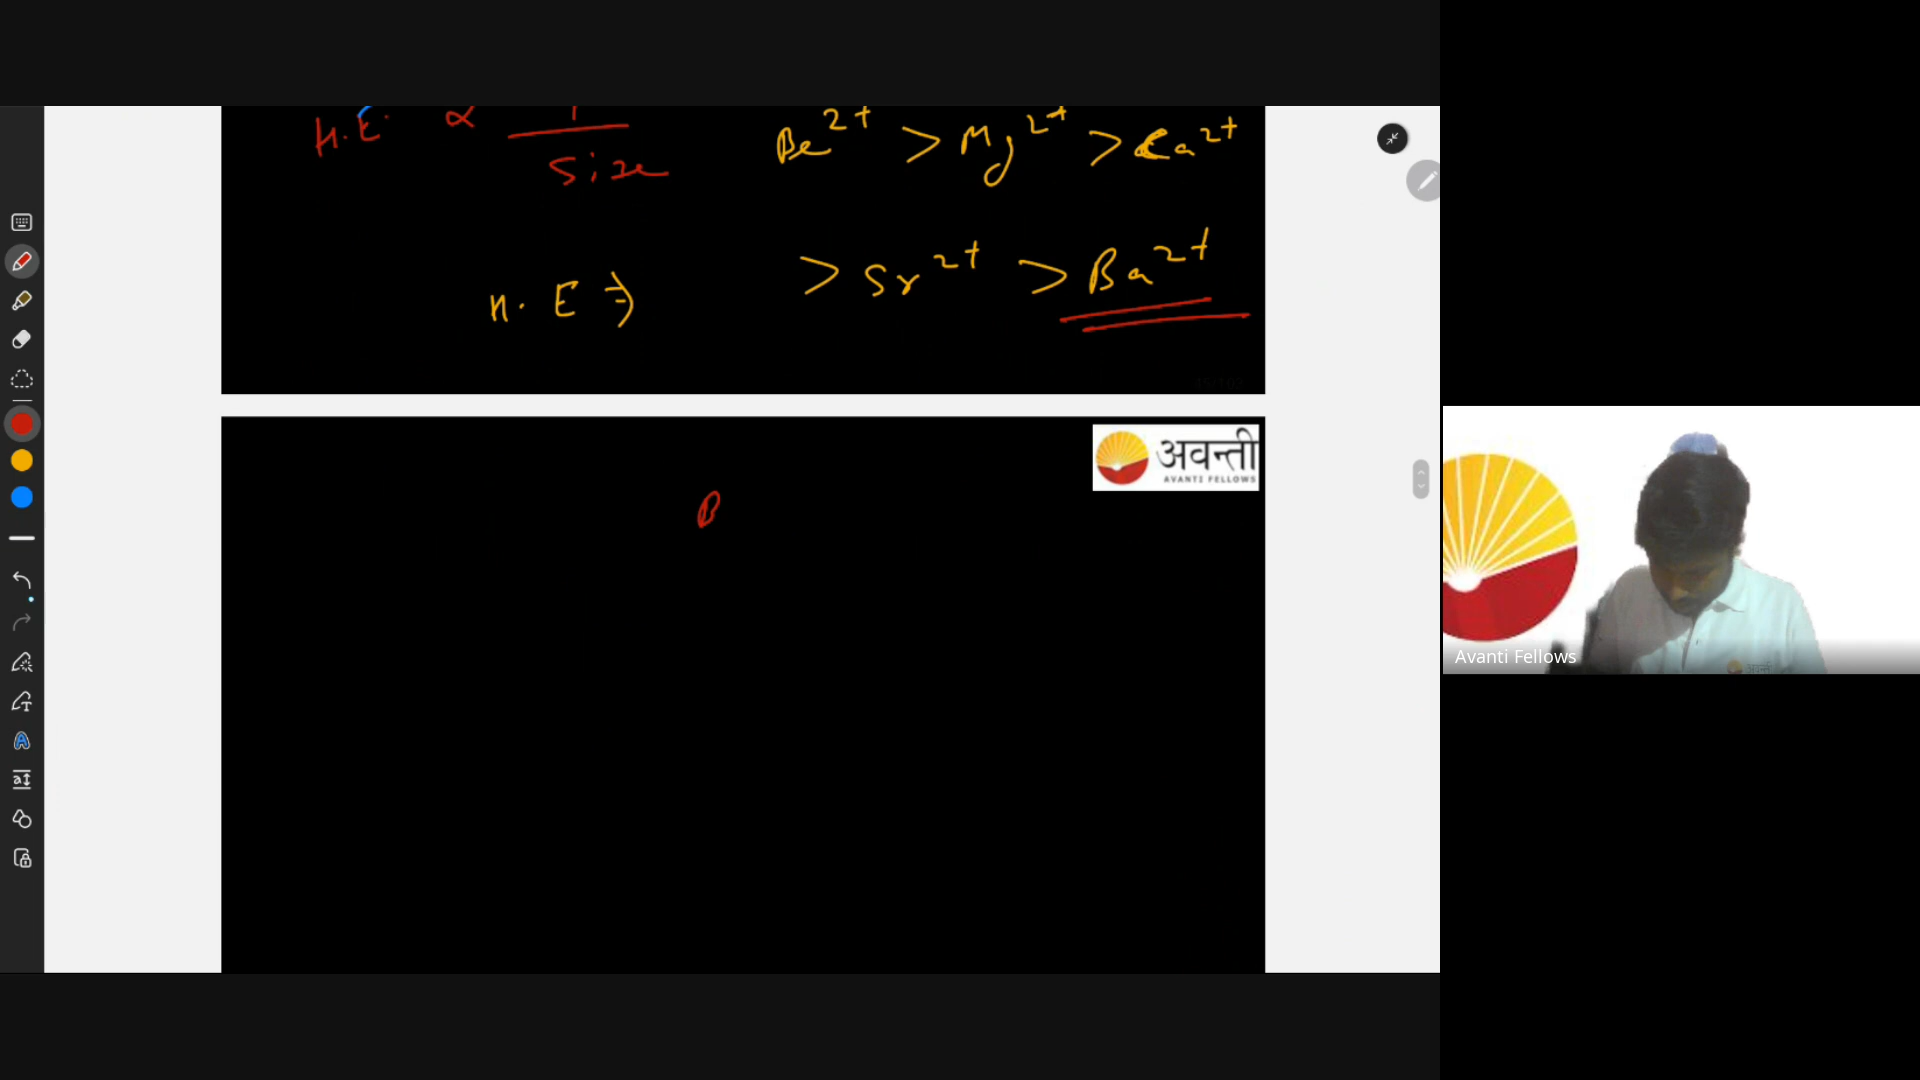 H.E. ∝ 1 / Size
Be²⁺ > Mg²⁺ > Ca²⁺
> Sr²⁺ > Ba²⁺
H.E ⇒
अवन्ती
AVANTI FELLOWS
B
Avanti Fellows